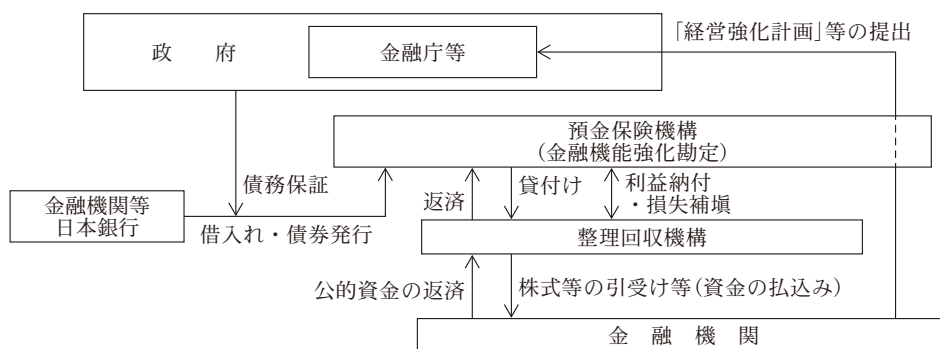 「経営強化計画」等の提出
政　　府
金融庁等
預金保険機構
(金融機能強化勘定)
債務保証
返済
貸付け
利益納付
・損失補塡
金融機関等
日本銀行
借入れ・債券発行
整理回収機構
公的資金の返済
株式等の引受け等(資金の払込み)
金　融　機　関